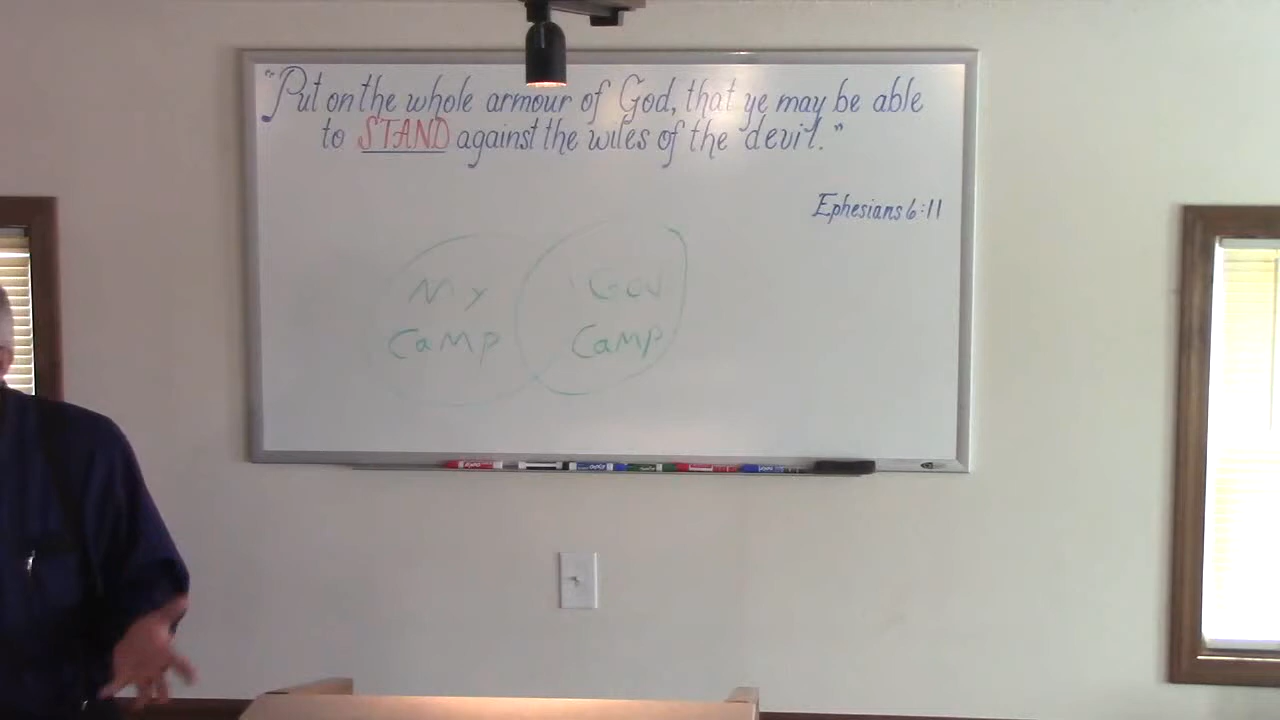 "Put on the whole armour of God, that ye may be able
to STAND against the wiles of the devil."
Ephesians 6:11
My Gov
Camp Camp